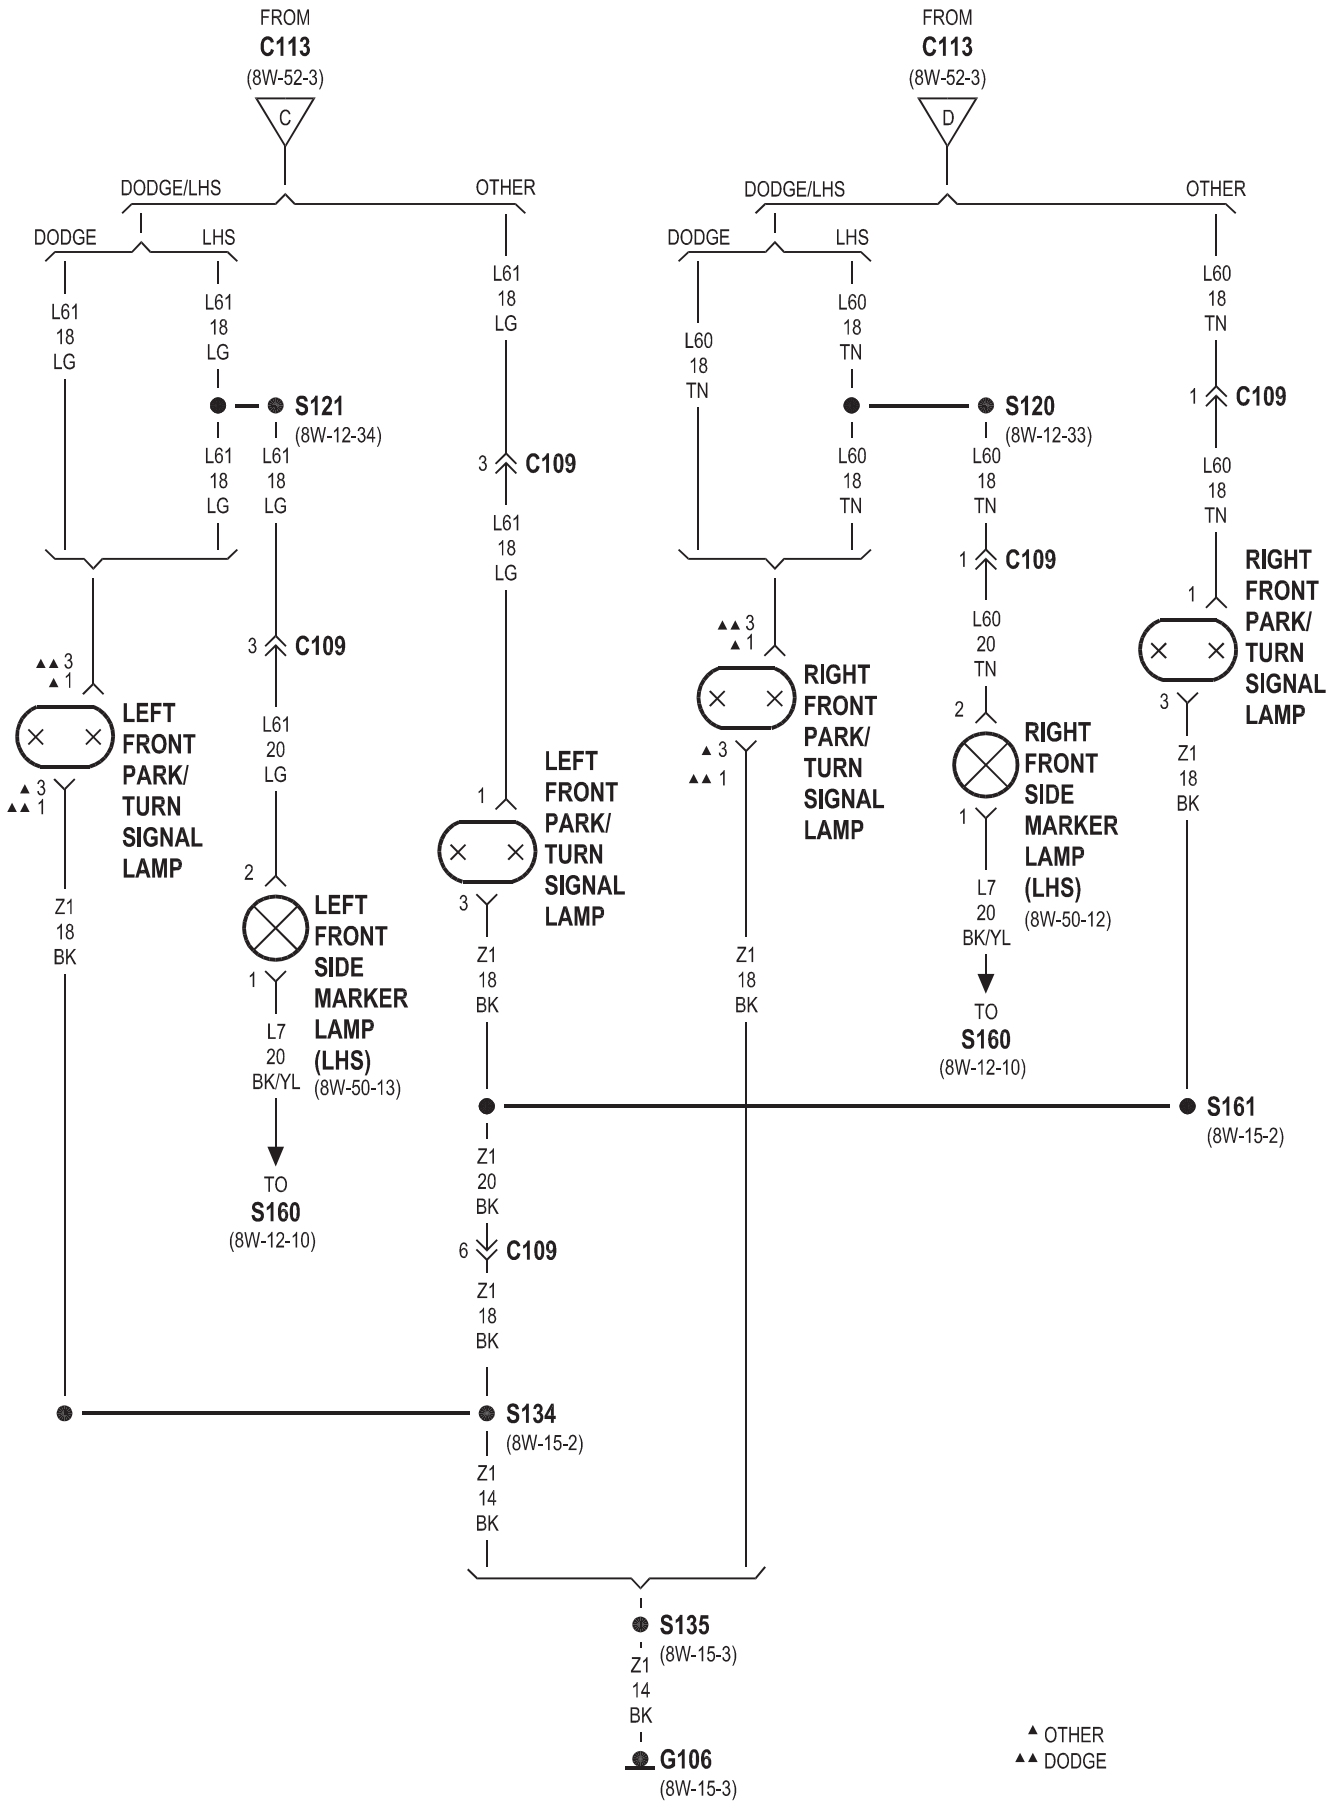 FROM
C113
(8W-52-3)
C
DODGE/LHS
OTHER
DODGE
LHS
L61
18
LG
L61
18
LG
L61
18
LG
S121
(8W-12-34)
L61
18
LG
L61
18
LG
3
C109
L61
18
LG
3
C109
▲▲ 3
▲ 1
LEFT
FRONT
PARK/
TURN
SIGNAL
LAMP
▲ 3
▲▲ 1
L61
20
LG
1
LEFT
FRONT
PARK/
TURN
SIGNAL
LAMP
3
2
LEFT
FRONT
SIDE
MARKER
LAMP
(LHS)
(8W-50-13)
1
Z1
18
BK
Z1
18
BK
L7
20
BK/YL
TO
S160
(8W-12-10)
Z1
20
BK
6
C109
Z1
18
BK
S134
(8W-15-2)
Z1
14
BK
FROM
C113
(8W-52-3)
D
DODGE/LHS
OTHER
DODGE
LHS
L60
18
TN
L60
18
TN
L60
18
TN
1
C109
S120
(8W-12-33)
L60
18
TN
L60
18
TN
L60
18
TN
1
C109
L60
20
TN
1
RIGHT
FRONT
PARK/
TURN
SIGNAL
LAMP
3
▲▲ 3
▲ 1
RIGHT
FRONT
PARK/
TURN
SIGNAL
LAMP
▲ 3
▲▲ 1
2
RIGHT
FRONT
SIDE
MARKER
LAMP
(LHS)
(8W-50-12)
1
Z1
18
BK
L7
20
BK/YL
Z1
18
BK
TO
S160
(8W-12-10)
S161
(8W-15-2)
S135
(8W-15-3)
Z1
14
BK
G106
(8W-15-3)
▲ OTHER
▲▲ DODGE